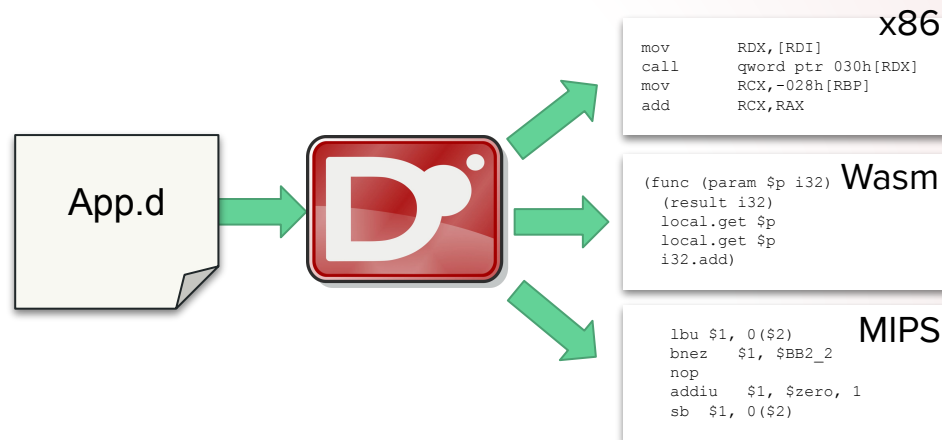 App.d
D
x86
mov RDX,[RDI]
call qword ptr 030h[RDX]
mov RCX,-028h[RBP]
add RCX,RAX
Wasm
(func (param $p i32)
(result i32)
local.get $p
local.get $p
i32.add)
MIPS
lbu $1, 0($2)
bnez $1, $BB2_2
nop
addiu $1, $zero, 1
sb $1, 0($2)